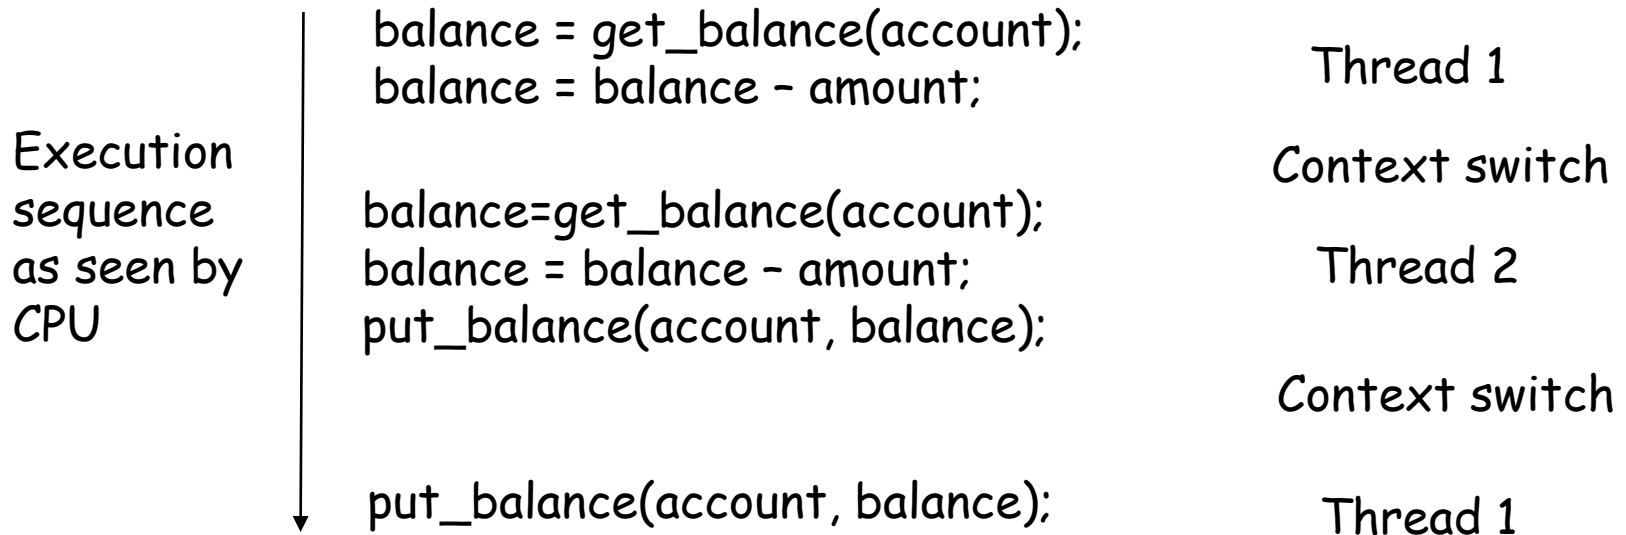 balance = get_balance(account);
balance = balance – amount;
Thread 1
Execution
sequence
as seen by
CPU
Context switch
balance=get_balance(account);
balance = balance – amount;
put_balance(account, balance);
Thread 2
Context switch
put_balance(account, balance);
Thread 1